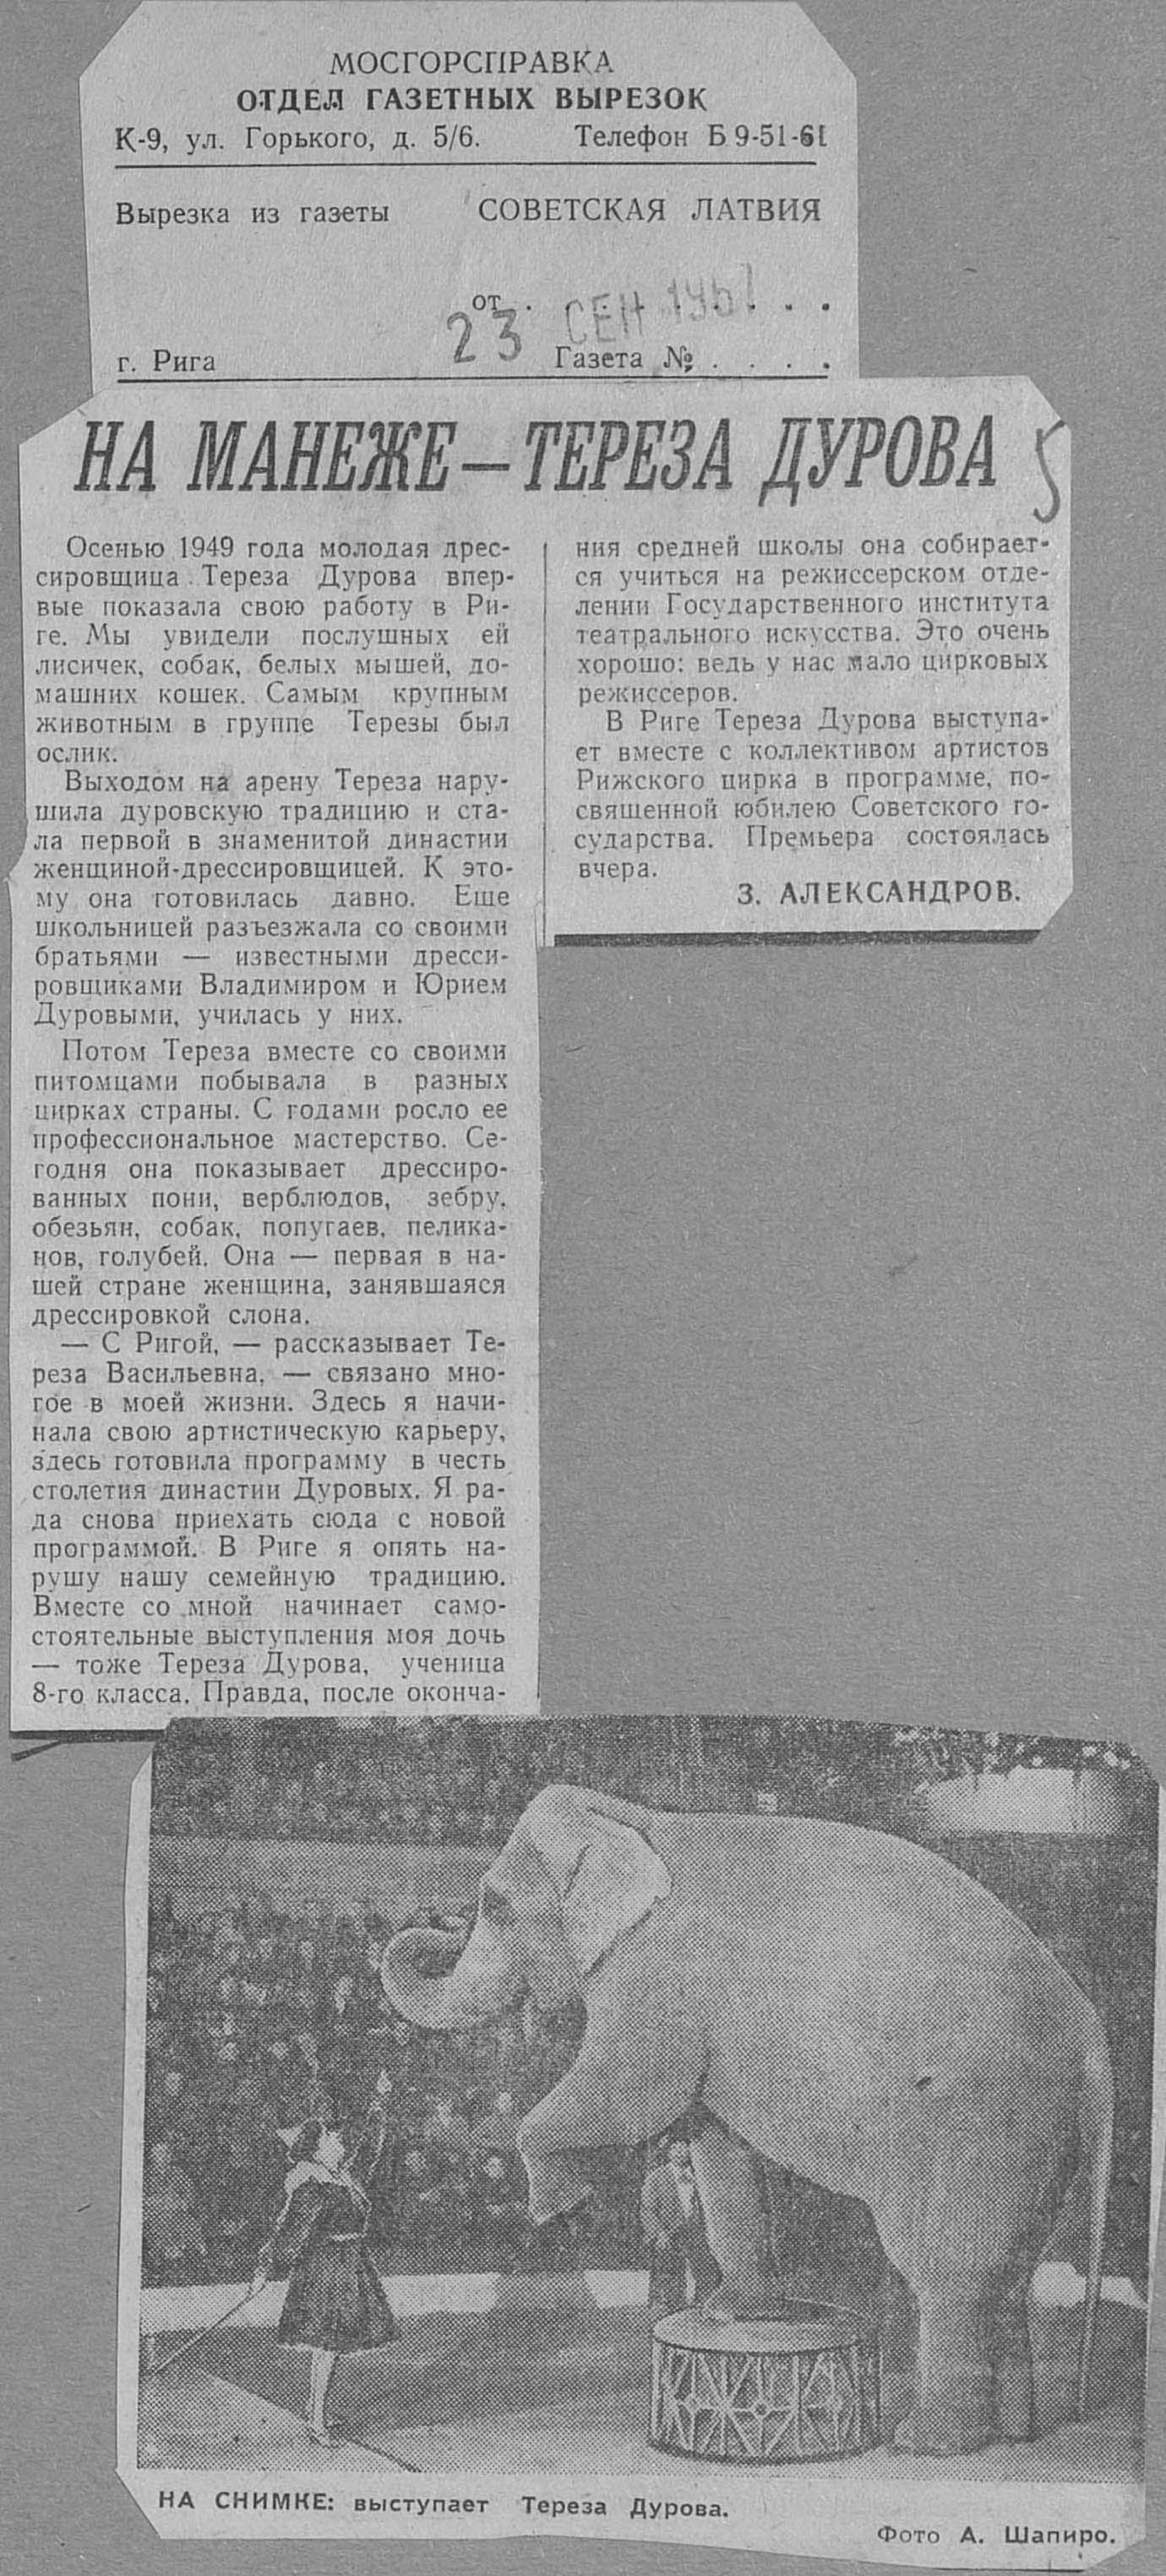 МОСГОРСПРАВКА
ОТДЕЛ ГАЗЕТНЫХ ВЫРЕЗОК
К-9, ул. Горького, д. 5/6. Телефон Б 9-51-61
Вырезка из газеты СОВЕТСКАЯ ЛАТВИЯ
от . . . . . . . .
23 СЕН 1967
г. Рига Газета № . . . .
НА МАНЕЖЕ — ТЕРЕЗА ДУРОВА
5
Осенью 1949 года молодая дрес-
сировщица Тереза Дурова впер-
вые показала свою работу в Ри-
ге. Мы увидели послушных ей
лисичек, собак, белых мышей, до-
машних кошек. Самым крупным
животным в группе Терезы был
ослик.
Выходом на арену Тереза нару-
шила дуровскую традицию и ста-
ла первой в знаменитой династии
женщиной-дрессировщицей. К это-
му она готовилась давно. Еще
школьницей разъезжала со своими
братьями — известными дресси-
ровщиками Владимиром и Юрием
Дуровыми, училась у них.
Потом Тереза вместе со своими
питомцами побывала в разных
цирках страны. С годами росло ее
профессиональное мастерство. Се-
годня она показывает дрессиро-
ванных пони, верблюдов, зебру,
обезьян, собак, попугаев, пелика-
нов, голубей. Она — первая в на-
шей стране женщина, занявшаяся
дрессировкой слона.
— С Ригой, — рассказывает Те-
реза Васильевна, — связано мно-
гое в моей жизни. Здесь я начи-
нала свою артистическую карьеру,
здесь готовила программу в честь
столетия династии Дуровых. Я ра-
да снова приехать сюда с новой
программой. В Риге я опять на-
рушу нашу семейную традицию.
Вместе со мной начинает само-
стоятельные выступления моя дочь
— тоже Тереза Дурова, ученица
8-го класса. Правда, после оконча-
ния средней школы она собирает-
ся учиться на режиссерском отде-
лении Государственного института
театрального искусства. Это очень
хорошо: ведь у нас мало цирковых
режиссеров.
В Риге Тереза Дурова выступа-
ет вместе с коллективом артистов
Рижского цирка в программе, по-
священной юбилею Советского го-
сударства. Премьера состоялась
вчера.
З. АЛЕКСАНДРОВ.
НА СНИМКЕ: выступает Тереза Дурова.
Фото А. Шапиро.